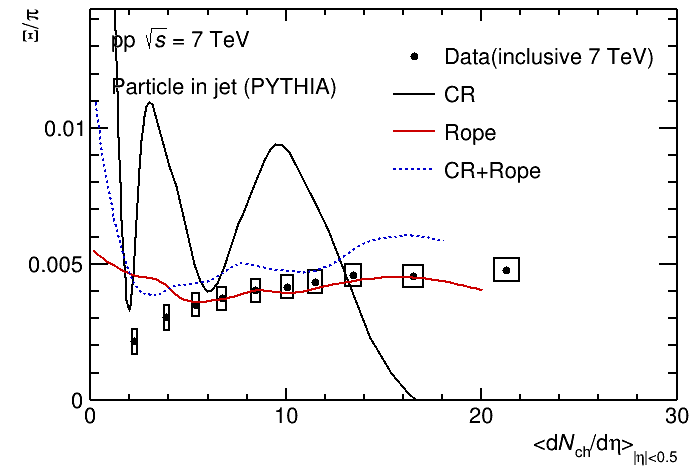 Ξ/π
pp √s = 7 TeV
Particle in jet (PYTHIA)
Data(inclusive 7 TeV)
CR
Rope
CR+Rope
0.01
0.005
0
0 10 20 30
<dN_ch/dη>_|η|<0.5